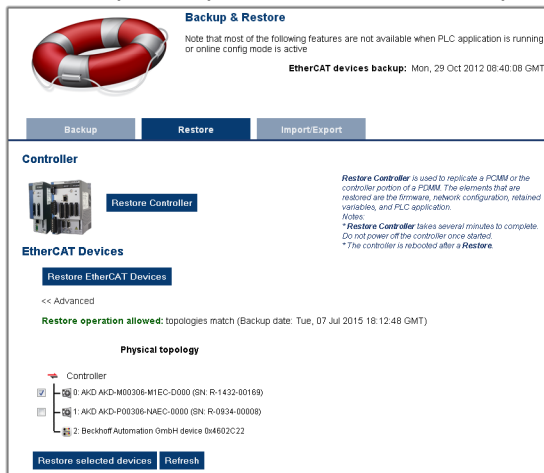 Backup & Restore
Note that most of the following features are not available when PLC application is running
or online config mode is active
EtherCAT devices backup: Mon, 29 Oct 2012 08:40:08 GMT
Backup
Restore
Import/Export
Controller
Restore Controller
Restore Controller is used to replicate a PCMM or the
controller portion of a PDMM. The elements that are
restored are the firmware, network configuration, retained
variables, and PLC application.
Notes:
* Restore Controller takes several minutes to complete.
Do not power off the controller once started.
* The controller is rebooted after a Restore.
EtherCAT Devices
Restore EtherCAT Devices
<< Advanced
Restore operation allowed: topologies match (Backup date: Tue, 07 Jul 2015 18:12:48 GMT)
Physical topology
Controller
0: AKD AKD-M00306-M1EC-D000 (SN: R-1432-00169)
1: AKD AKD-P00306-NAEC-0000 (SN: R-0934-00008)
2: Beckhoff Automation GmbH device 0x4602C22
Restore selected devices
Refresh